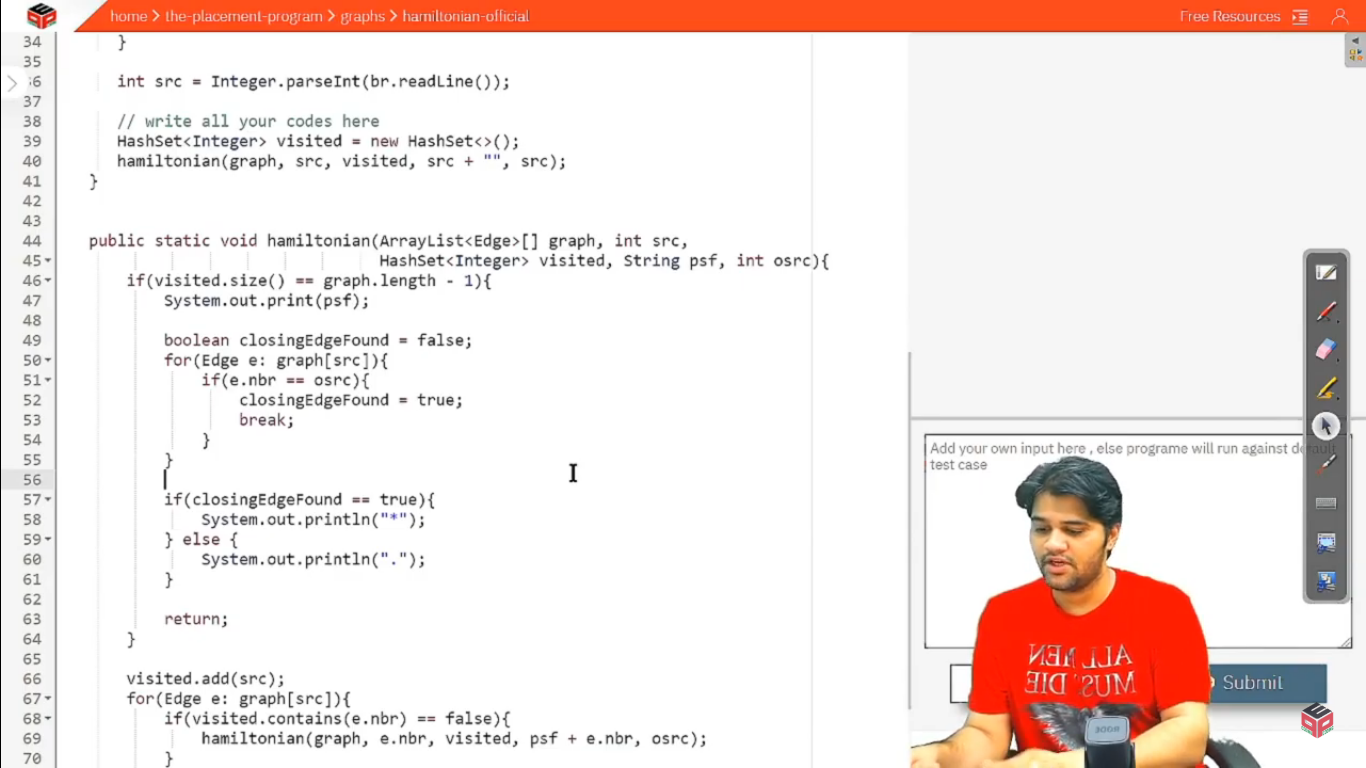 home > the-placement-program > graphs > hamiltonian-official
Free Resources
34 }
35
36 int src = Integer.parseInt(br.readLine());
37
38 // write all your codes here
39 HashSet<Integer> visited = new HashSet<>();
40 hamiltonian(graph, src, visited, src + "", src);
41 }
42
43
44 public static void hamiltonian(ArrayList<Edge>[] graph, int src,
45 HashSet<Integer> visited, String psf, int osrc){
46 if(visited.size() == graph.length - 1){
47 System.out.print(psf);
48
49 boolean closingEdgeFound = false;
50 for(Edge e: graph[src]){
51 if(e.nbr == osrc){
52 closingEdgeFound = true;
53 break;
54 }
55 }
56
57 if(closingEdgeFound == true){
58 System.out.println("*");
59 } else {
60 System.out.println(".");
61 }
62
63 return;
64 }
65
66 visited.add(src);
67 for(Edge e: graph[src]){
68 if(visited.contains(e.nbr) == false){
69 hamiltonian(graph, e.nbr, visited, psf + e.nbr, osrc);
70 }
Add your own input here , else programe will run against default
test case
ALL MEN
MUST DIE
Submit